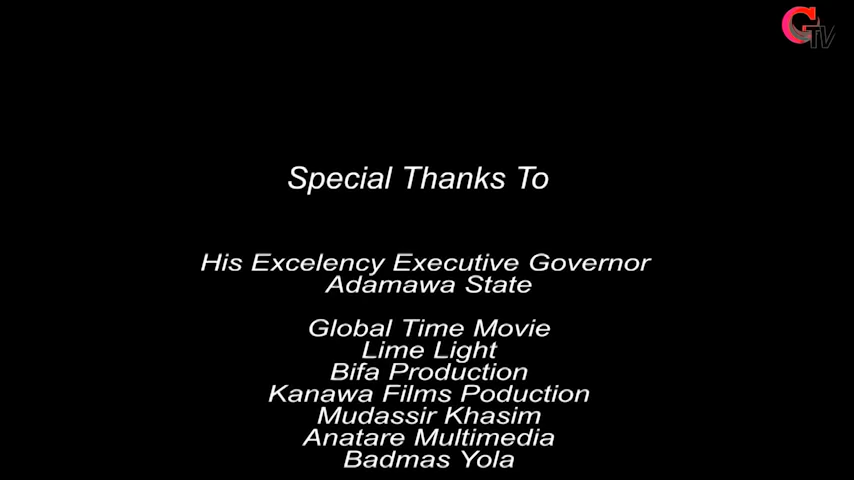 GTV
Special Thanks To
His Excelency Executive Governor
Adamawa State
Global Time Movie
Lime Light
Bifa Production
Kanawa Films Poduction
Mudassir Khasim
Anatare Multimedia
Badmas Yola